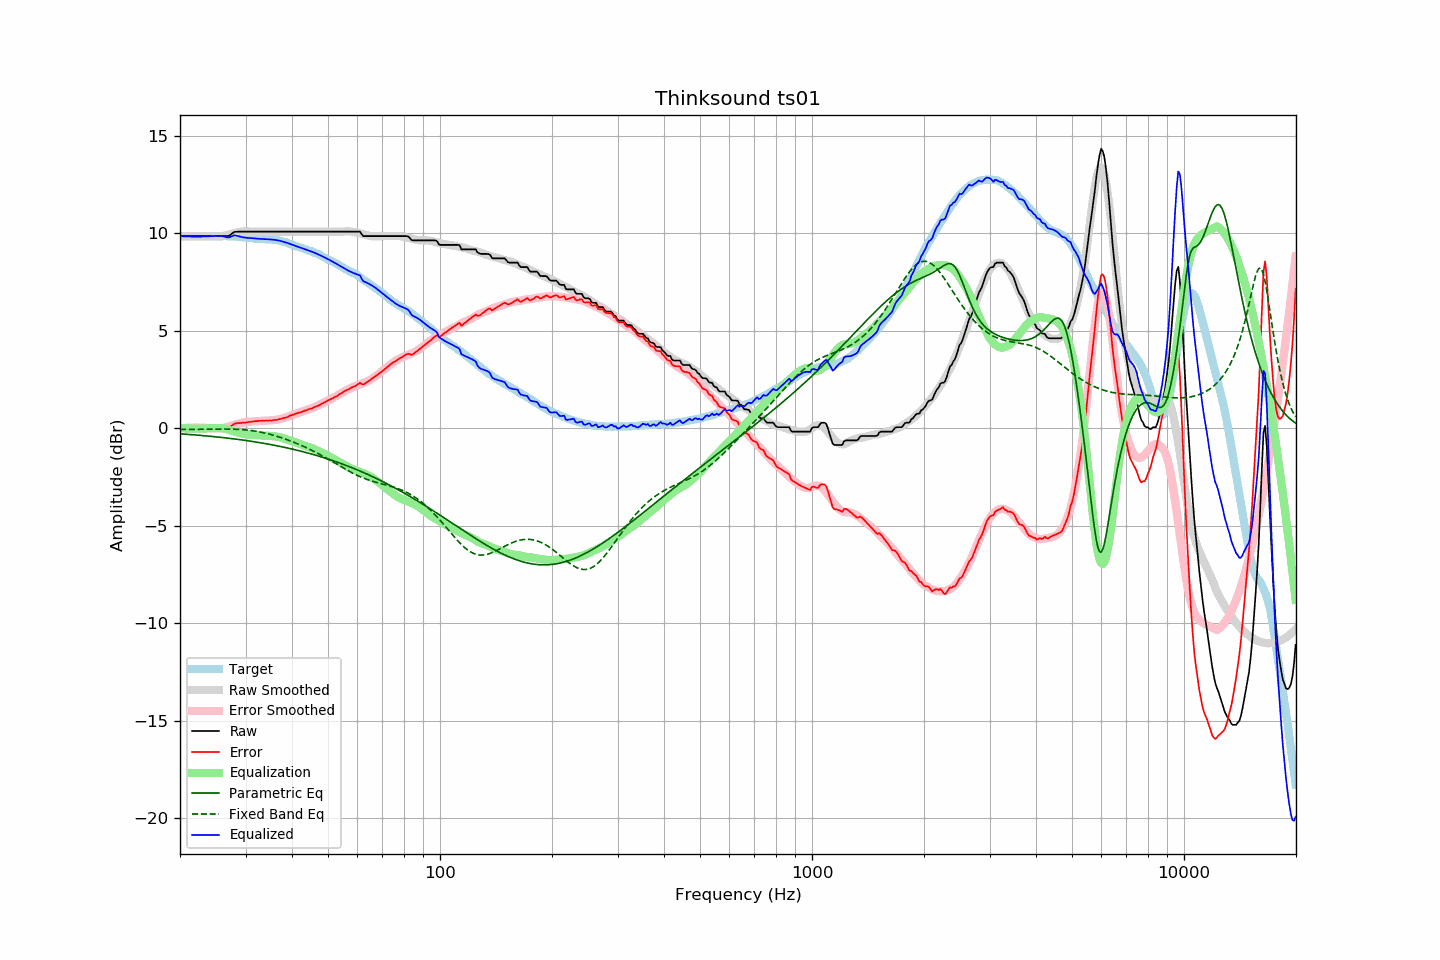 Thinksound ts01
15
10
5
0
−5
−10
−15
−20
Amplitude (dBr)
Target
Raw Smoothed
Error Smoothed
Raw
Error
Equalization
Parametric Eq
Fixed Band Eq
Equalized
100
1000
10000
Frequency (Hz)